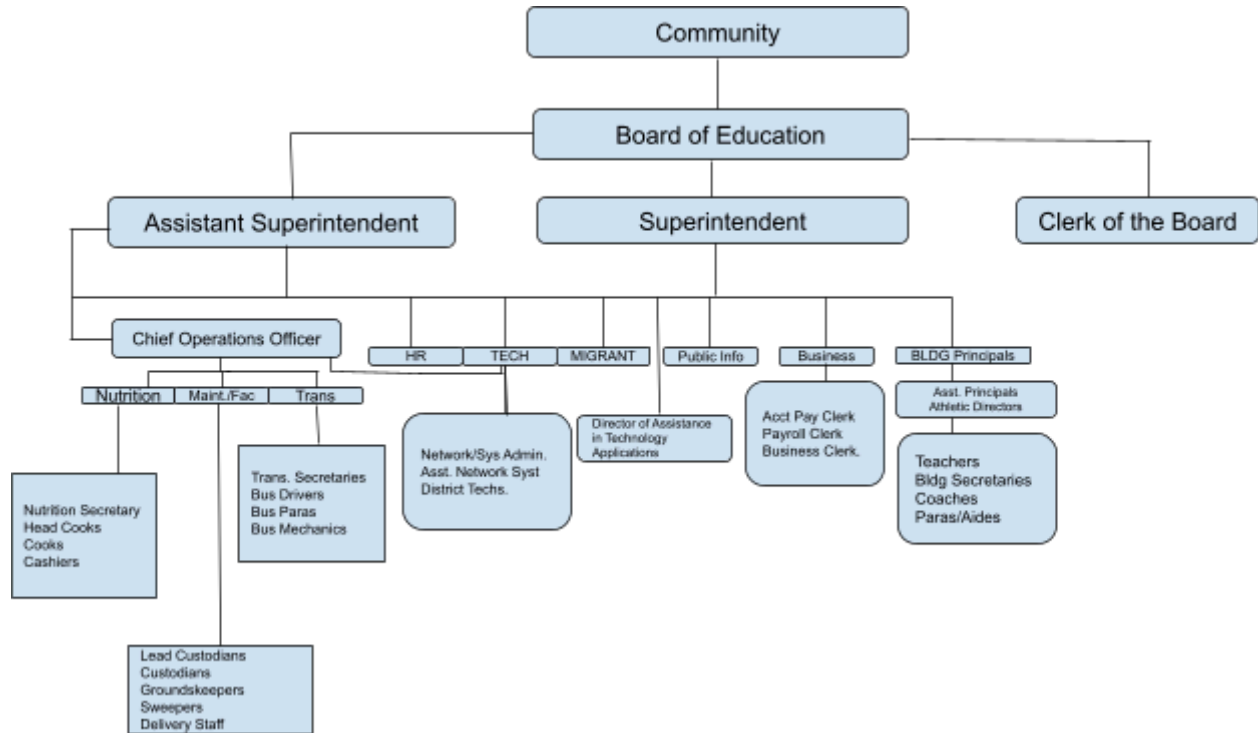 Community
Board of Education
Assistant Superintendent
Superintendent
Clerk of the Board
Chief Operations Officer
HR
TECH
MIGRANT
Public Info
Business
BLDG Principals
Nutrition
Maint./Fac
Trans
Asst. Principals
Athletic Directors
Acct Pay Clerk
Payroll Clerk
Business Clerk.
Director of Assistance
in Technology
Applications
Network/Sys Admin.
Asst. Network Syst
District Techs.
Teachers
Bldg Secretaries
Coaches
Paras/Aides
Trans. Secretaries
Bus Drivers
Bus Paras
Bus Mechanics
Nutrition Secretary
Head Cooks
Cooks
Cashiers
Lead Custodians
Custodians
Groundskeepers
Sweepers
Delivery Staff